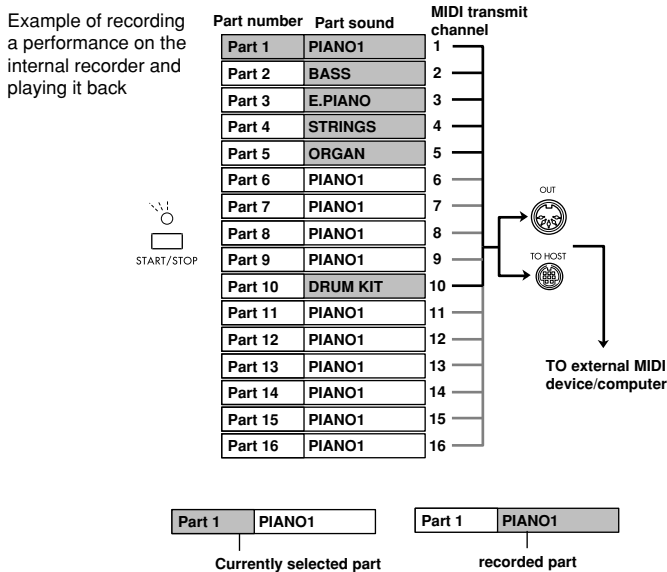 Example of recording
a performance on the
internal recorder and
playing it back
Part number Part sound MIDI transmit
channel
Part 1 PIANO1 1
Part 2 BASS 2
Part 3 E.PIANO 3
Part 4 STRINGS 4
Part 5 ORGAN 5
Part 6 PIANO1 6
Part 7 PIANO1 7
Part 8 PIANO1 8
Part 9 PIANO1 9
Part 10 DRUM KIT 10
Part 11 PIANO1 11
Part 12 PIANO1 12
Part 13 PIANO1 13
Part 14 PIANO1 14
Part 15 PIANO1 15
Part 16 PIANO1 16
START/STOP
OUT
TO HOST
TO external MIDI
device/computer
Part 1 PIANO1
Currently selected part
Part 1 PIANO1
recorded part